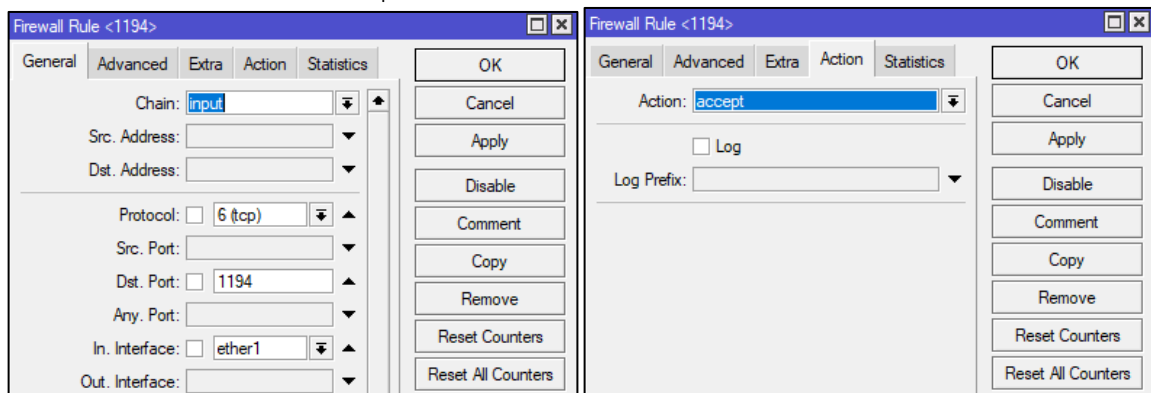 Firewall Rule <1194>
General Advanced Extra Action Statistics
Chain: input
Src. Address:
Dst. Address:
Protocol: 6 (tcp)
Src. Port:
Dst. Port: 1194
Any. Port:
In. Interface: ether1
Out. Interface:
OK
Cancel
Apply
Disable
Comment
Copy
Remove
Reset Counters
Reset All Counters
Firewall Rule <1194>
General Advanced Extra Action Statistics
Action: accept
Log
Log Prefix:
OK
Cancel
Apply
Disable
Comment
Copy
Remove
Reset Counters
Reset All Counters